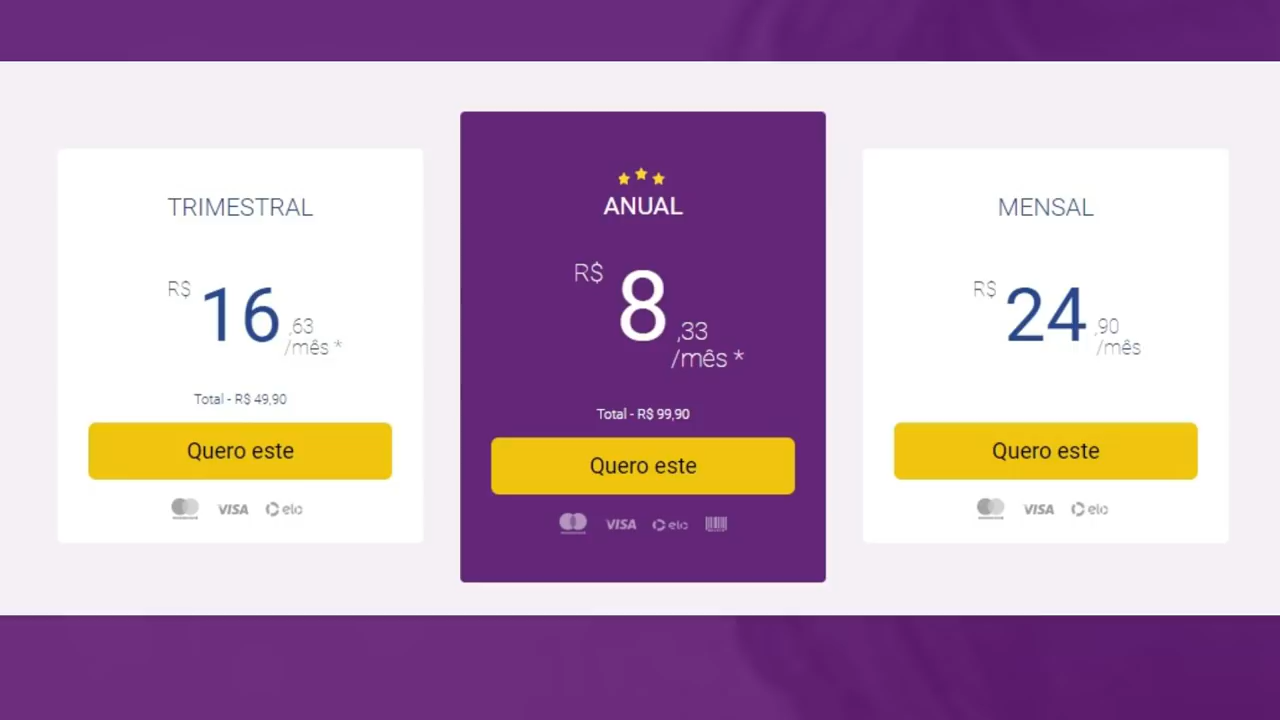 TRIMESTRAL
R$ 16,63
/mês *
Total - R$ 49,90
Quero este
VISA elo
ANUAL
R$ 8,33
/mês *
Total - R$ 99,90
Quero este
VISA elo
MENSAL
R$ 24,90
/mês
Quero este
VISA elo